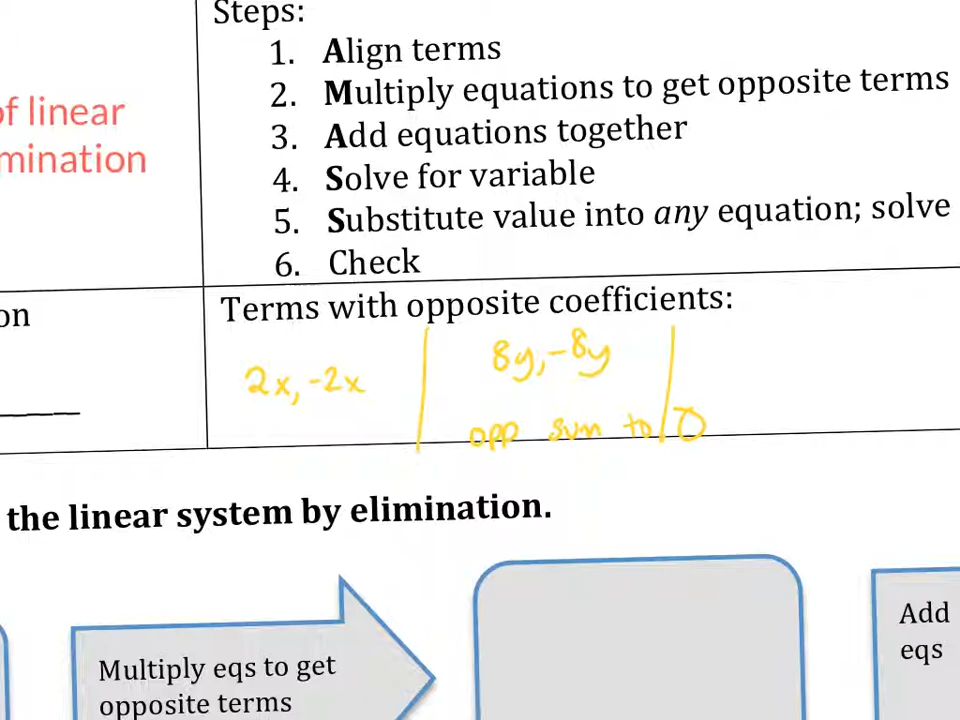 Steps:
1. Align terms
2. Multiply equations to get opposite terms
of linear
3. Add equations together
mination
4. Solve for variable
5. Substitute value into any equation; solve
6. Check
on
Terms with opposite coefficients:
2x, -2x
8y, -8y
opp sum to 0
the linear system by elimination.
Multiply eqs to get
opposite terms
Add
eqs